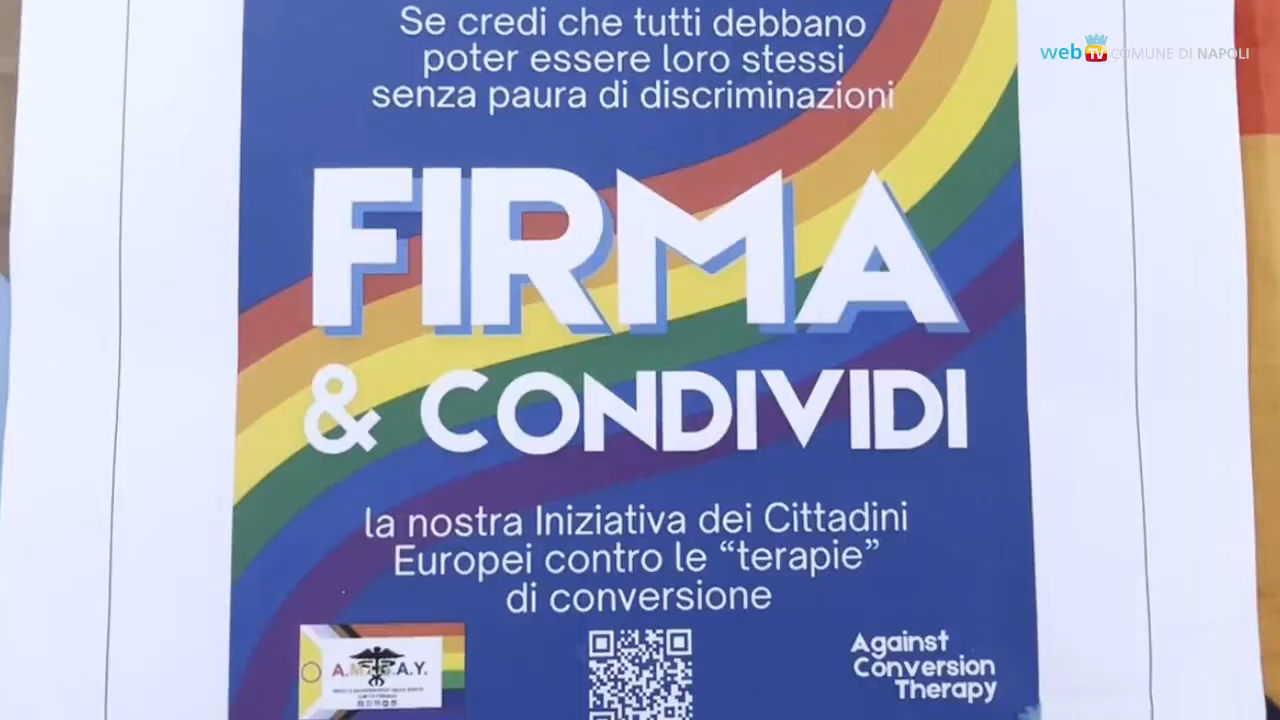 Se credi che tutti debbano
poter essere loro stessi
senza paura di discriminazioni
web TV COMUNE DI NAPOLI
FIRMA
& CONDIVIDI
la nostra Iniziativa dei Cittadini
Europei contro le “terapie”
di conversione
A.M.I.G.A.Y.
Against
Conversion
Therapy